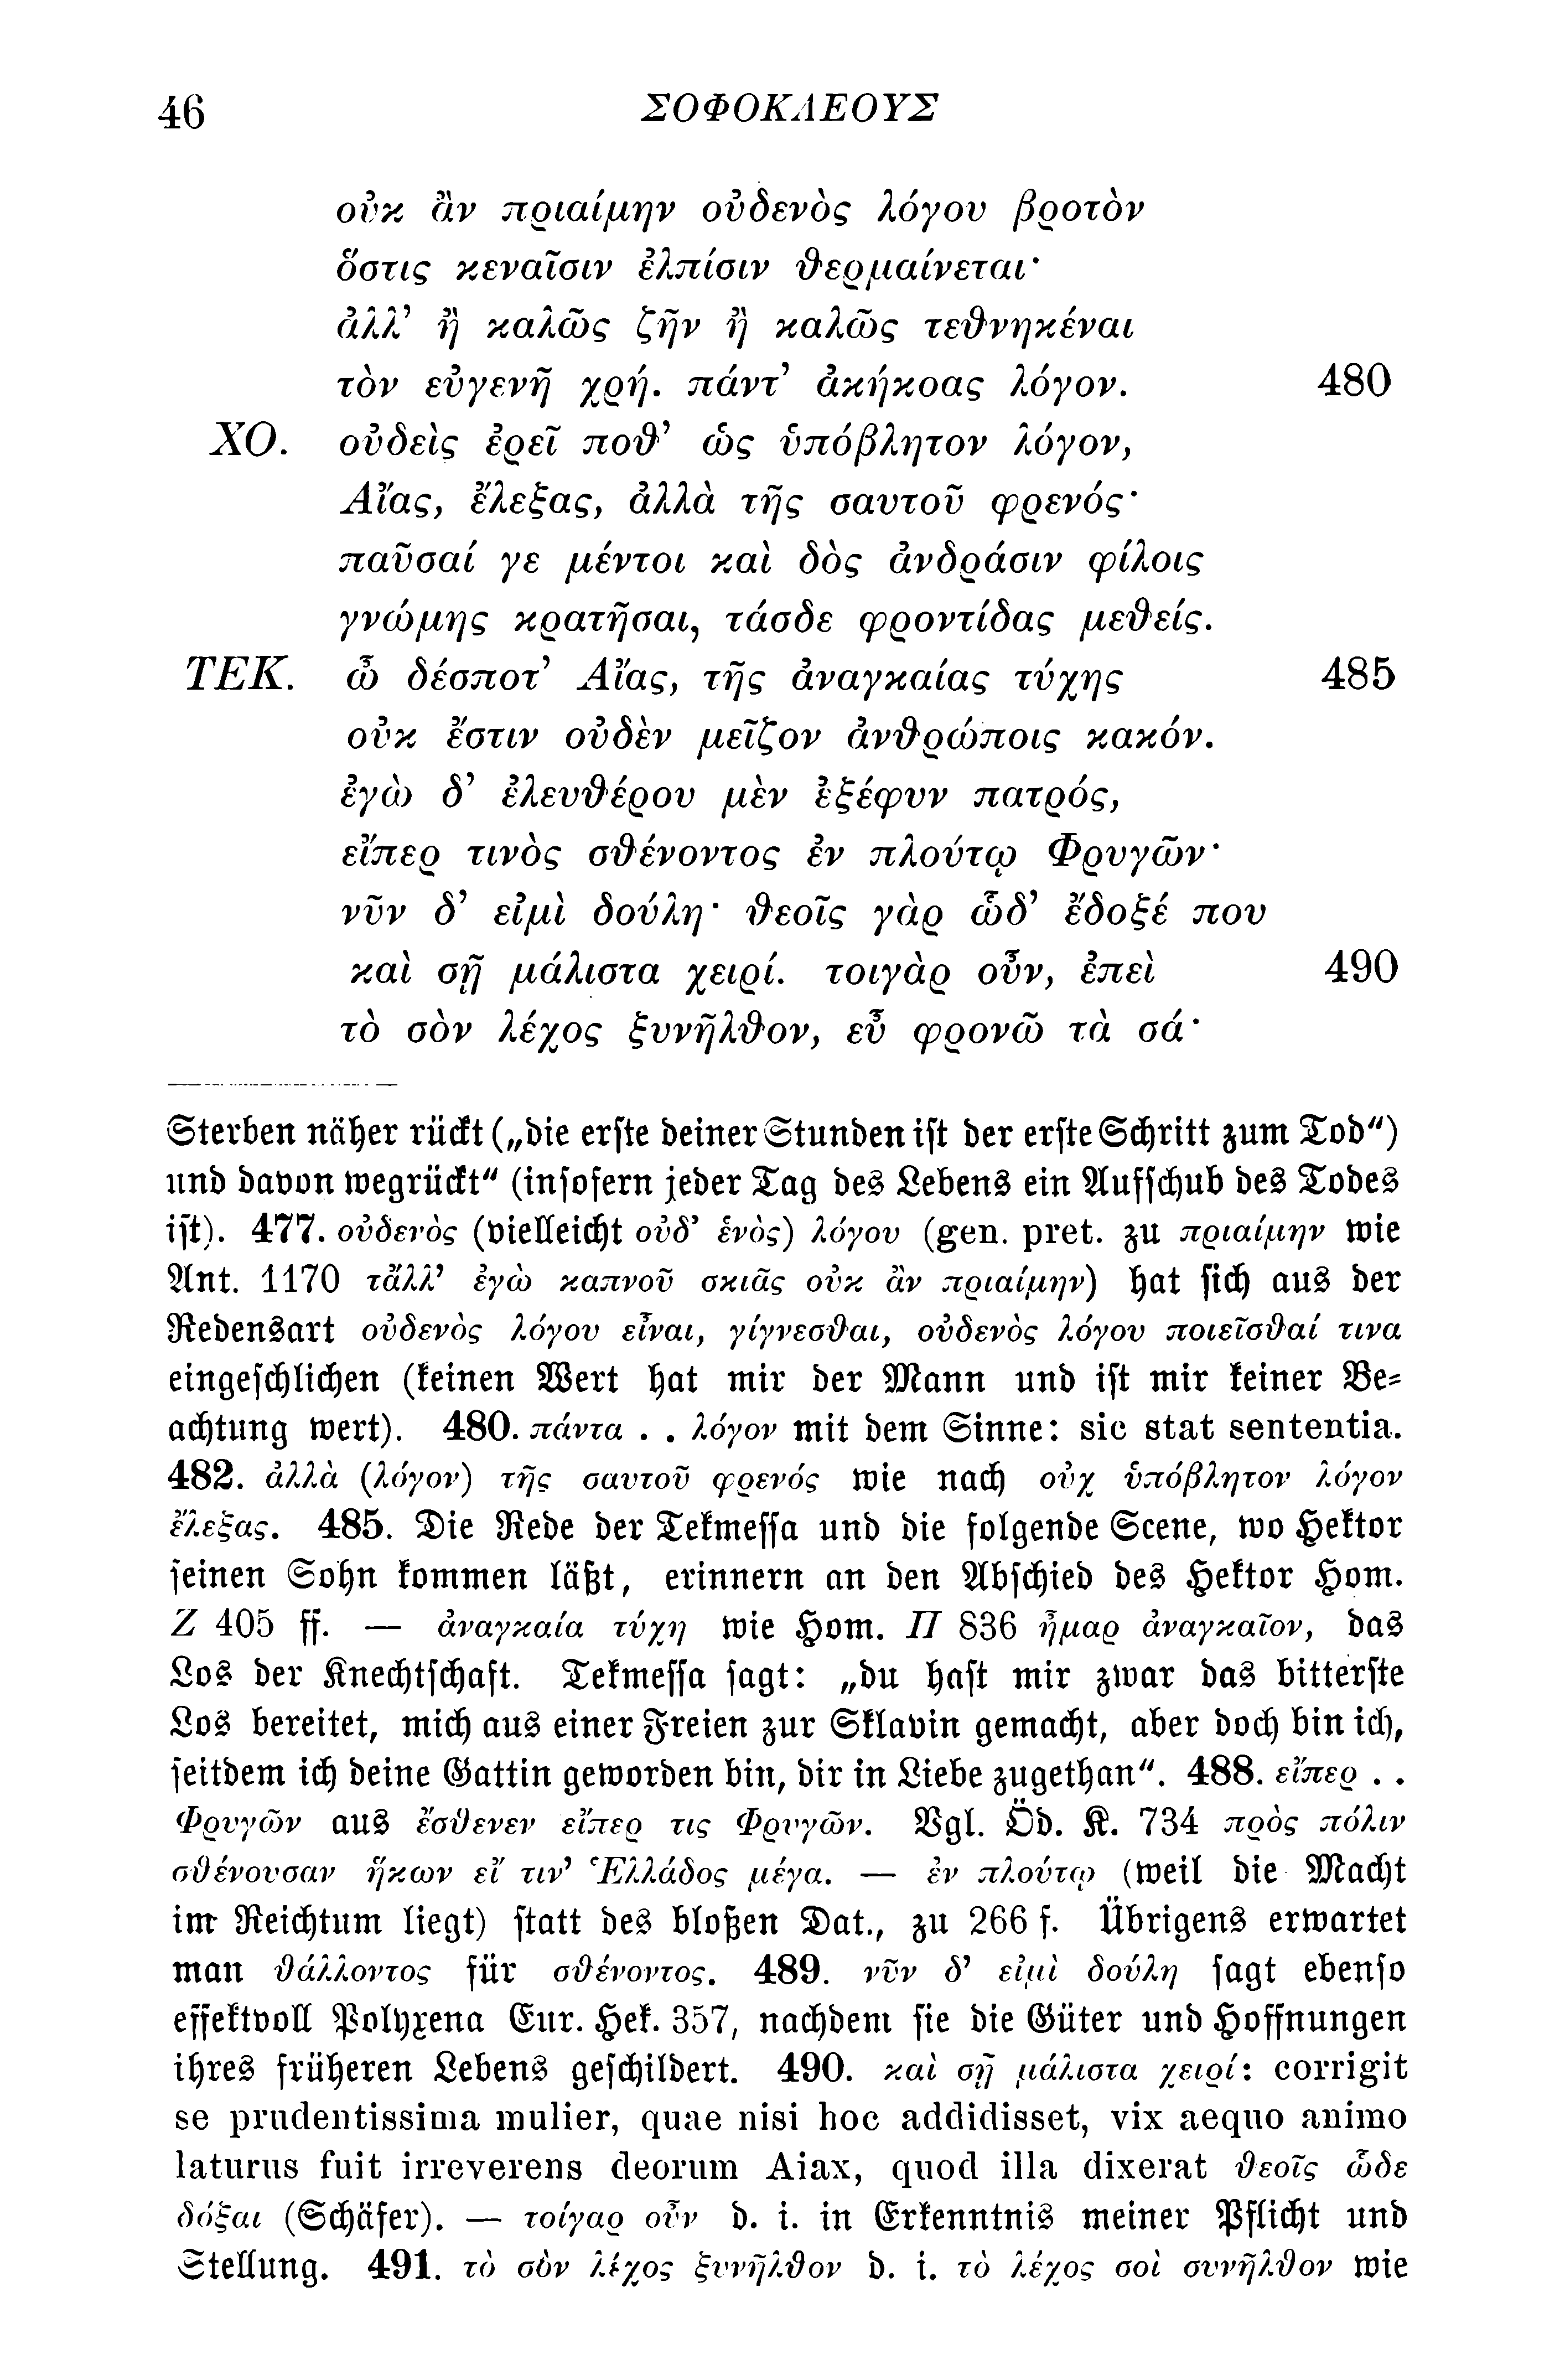 46 ΣΟΦΟΚΛΕΟΥΣ
οὐκ ἂν πριαίμην οὐδενὸς λόγου βροτὸν
ὅστις κεναῖσιν ἐλπίσιν θερμαίνεται·
ἀλλ’ ἢ καλῶς ζῆν ἢ καλῶς τεθνηκέναι
τὸν εὐγενῆ χρή. πάντ’ ἀκήκοας λόγον. 480
ΧΟ. οὐδεὶς ἐρεῖ ποθ’ ὡς ὑπόβλητον λόγον,
Αἴας, ἔλεξας, ἀλλὰ τῆς σαυτοῦ φρενός·
παῦσαί γε μέντοι καὶ δὸς ἀνδράσιν φίλοις
γνώμης κρατῆσαι, τάσδε φροντίδας μεθείς.
ΤΕΚ. ὦ δέσποτ’ Αἴας, τῆς ἀναγκαίας τύχης 485
οὐκ ἔστιν οὐδὲν μεῖζον ἀνθρώποις κακόν.
ἐγὼ δ’ ἐλευθέρου μὲν ἐξέφυν πατρός,
εἴπερ τινὸς σθένοντος ἐν πλούτῳ Φρυγῶν·
νῦν δ’ εἰμὶ δούλη· θεοῖς γὰρ ὧδ’ ἔδοξέ που
καὶ σῇ μάλιστα χειρί. τοιγὰρ οὖν, ἐπεὶ 490
τὸ σὸν λέχος ξυνῆλθον, εὖ φρονῶ τὰ σά·
Sterben näher rückt („die erste deiner Stunden ist der erste Schritt zum Tod")
und davon wegrückt" (insofern jeder Tag des Lebens ein Aufschub des Todes
ist). 477. οὐδενὸς (vielleicht οὐδ’ ἑνὸς) λόγου (gen. pret. zu πριαίμην wie
Ant. 1170 τἄλλ’ ἐγὼ καπνοῦ σκιᾶς οὐκ ἂν πριαίμην) hat sich aus der
Redensart οὐδενὸς λόγου εἶναι, γίγνεσθαι, οὐδενὸς λόγου ποιεῖσθαί τινα
eingeschlichen (keinen Wert hat mir der Mann und ist mir keiner Be-
achtung wert). 480. πάντα . . λόγον mit dem Sinne: sic stat sententia.
482. ἀλλὰ (λόγον) τῆς σαυτοῦ φρενός wie nach οὐχ ὑπόβλητον λόγον
ἔλεξας. 485. Die Rede der Tekmessa und die folgende Scene, wo Hektor
seinen Sohn kommen läßt, erinnern an den Abschied des Hektor Hom.
Ζ 405 ff. — ἀναγκαία τύχη wie Hom. Π 836 ἦμαρ ἀναγκαῖον, das
Los der Knechtschaft. Tekmessa sagt: „du hast mir zwar das bitterste
Los bereitet, mich aus einer Freien zur Sklavin gemacht, aber doch bin ich,
seitdem ich deine Gattin geworden bin, dir in Liebe zugethan". 488. εἴπερ . .
Φρυγῶν aus ἔσθενεν εἴπερ τις Φρυγῶν. Vgl. Öd. K. 734 πρὸς πόλιν
σθένουσαν ἥκων εἴ τιν’ Ἑλλάδος μέγα. — ἐν πλούτῳ (weil die Macht
im Reichtum liegt) statt des bloßen Dat., zu 266 f. Übrigens erwartet
man θάλλοντος für σθένοντος. 489. νῦν δ’ εἰμὶ δούλη sagt ebenso
effektvoll Polyxena Eur. Hek. 357, nachdem sie die Güter und Hoffnungen
ihres früheren Lebens geschildert. 490. καὶ σῇ μάλιστα χειρί: corrigit
se prudentissima mulier, quae nisi hoc addidisset, vix aequo animo
laturus fuit irreverens deorum Aiax, quod illa dixerat θεοῖς ὧδε
δόξαι (Schäfer). — τοίγαρ οὖν d. i. in Erkenntnis meiner Pflicht und
Stellung. 491. τὸ σὸν λέχος ξυνῆλθον d. i. τὸ λέχος σοὶ συνῆλθον wie